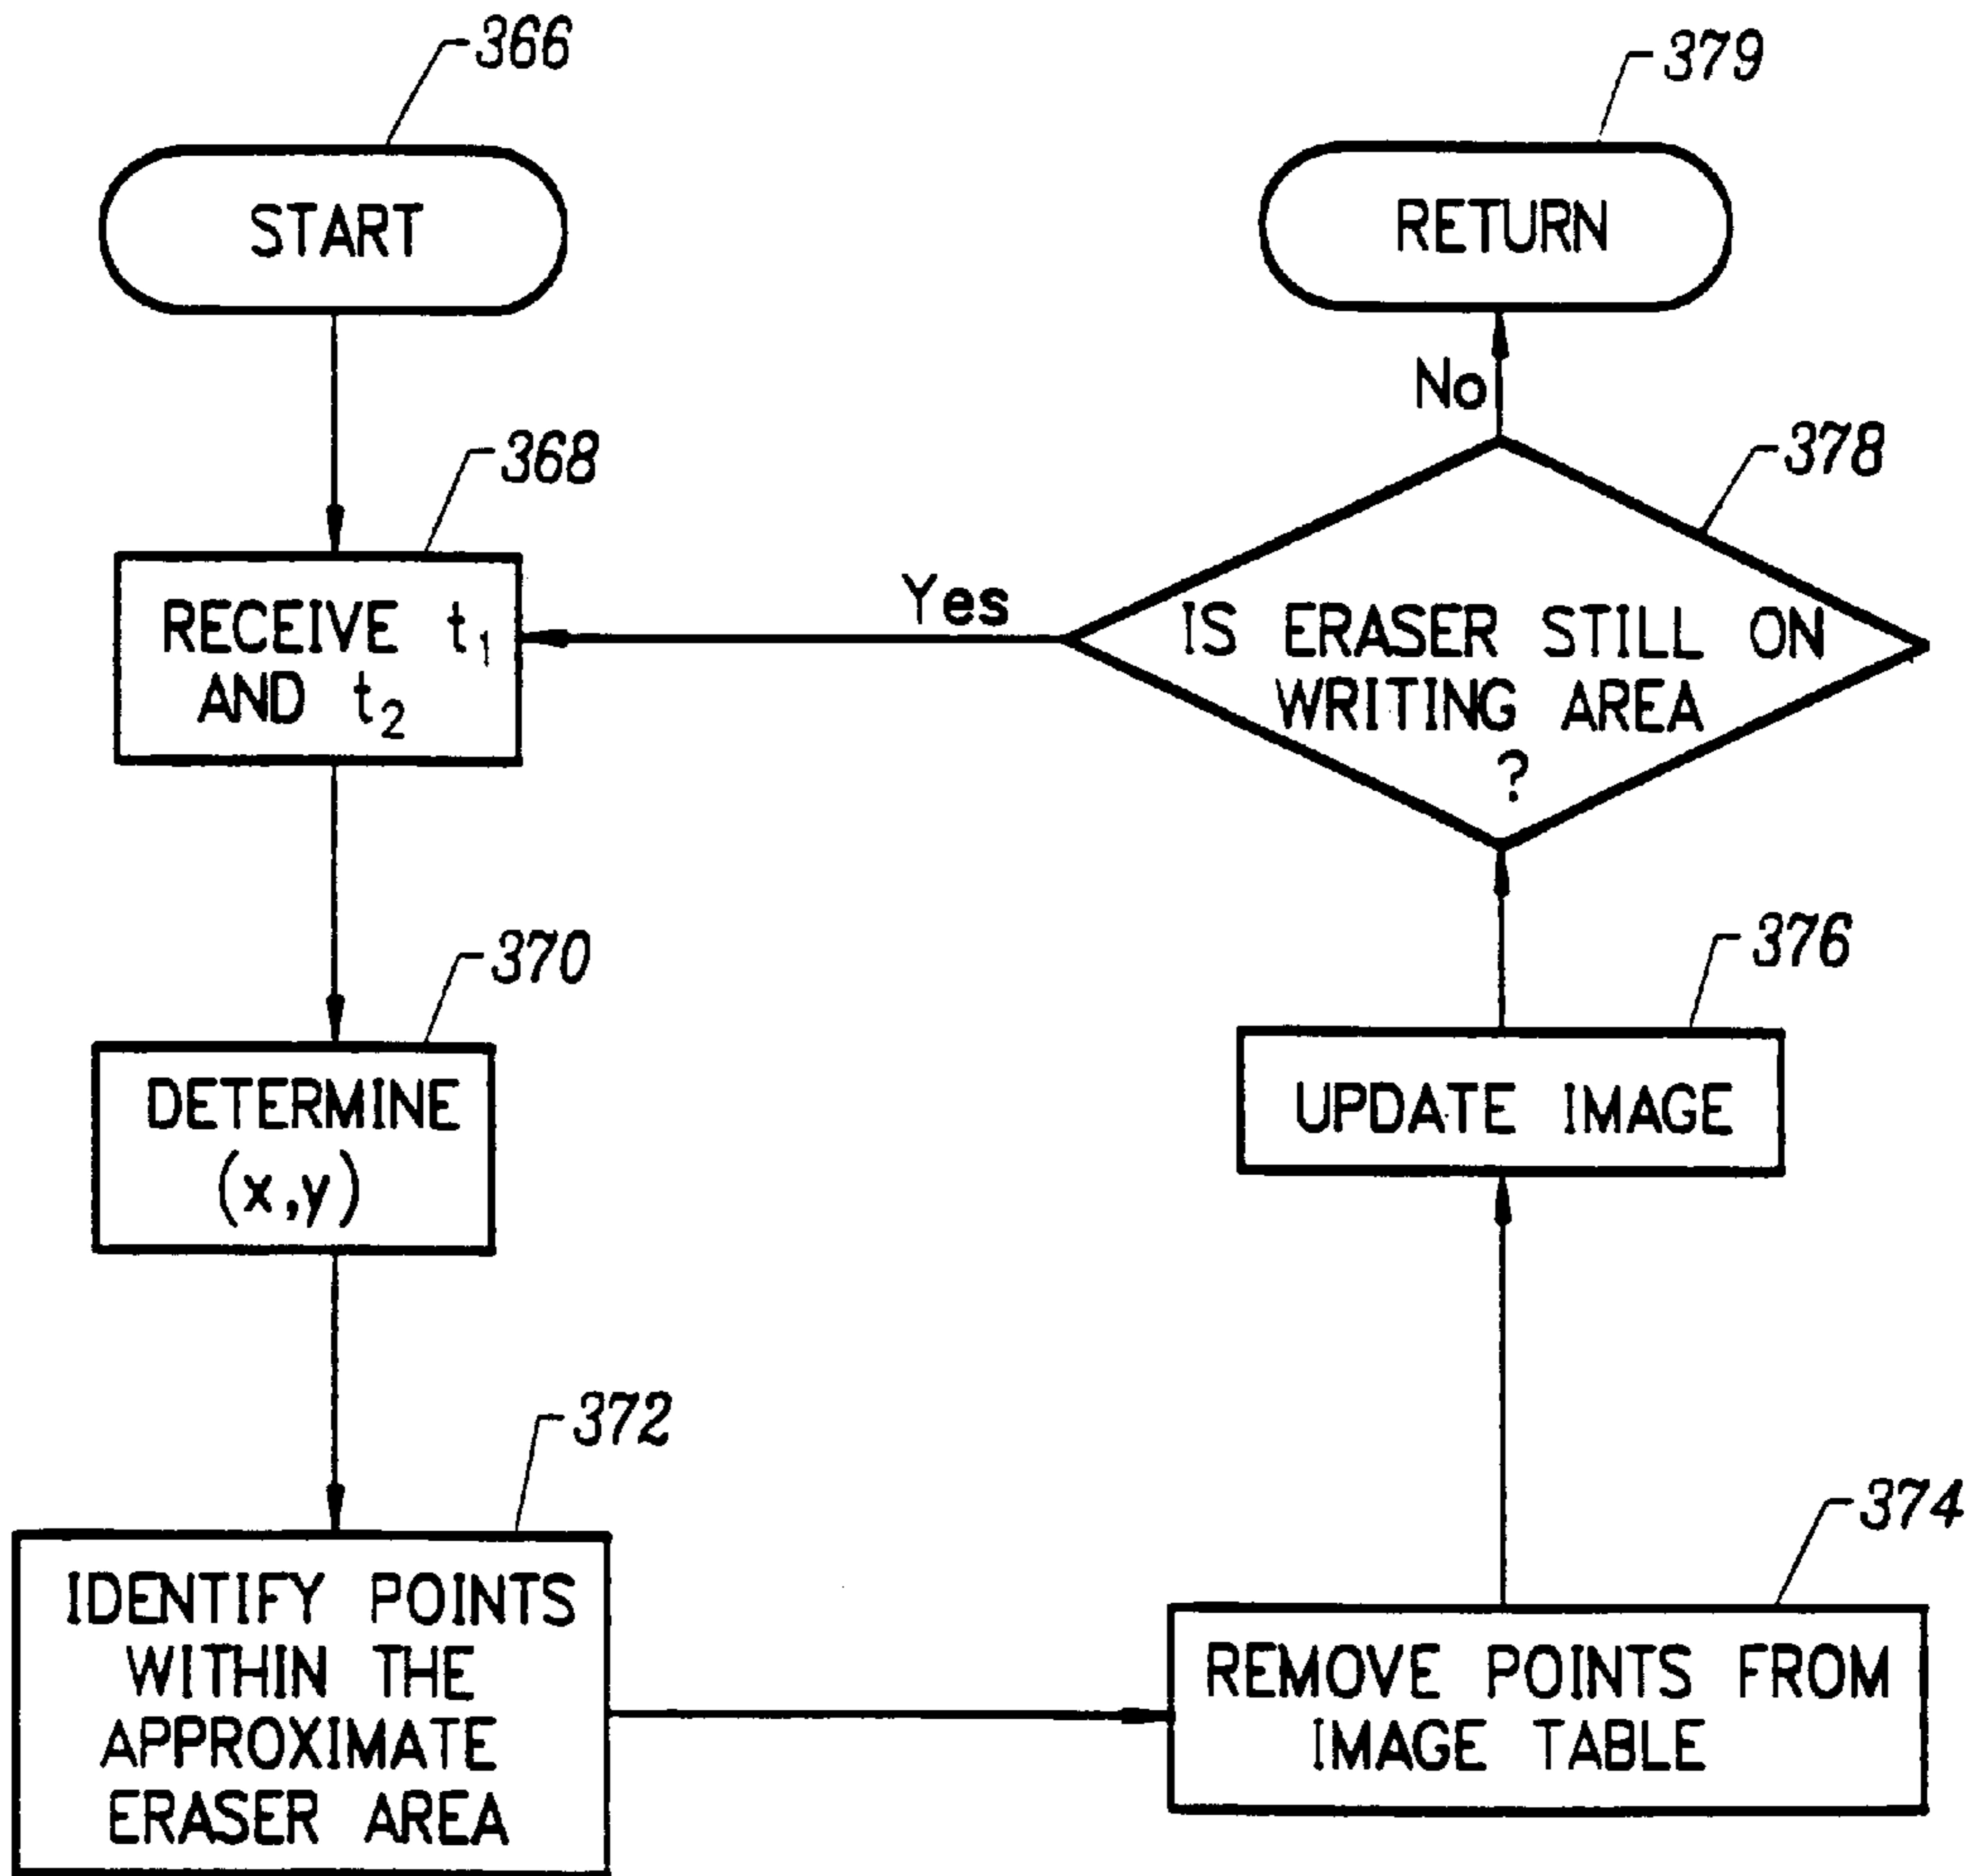 366
START
368
RECEIVE t₁
AND t₂
370
DETERMINE
(x,y)
372
IDENTIFY POINTS
WITHIN THE
APPROXIMATE
ERASER AREA
374
REMOVE POINTS FROM
IMAGE TABLE
376
UPDATE IMAGE
378
IS ERASER STILL ON
WRITING AREA
?
Yes
No
379
RETURN